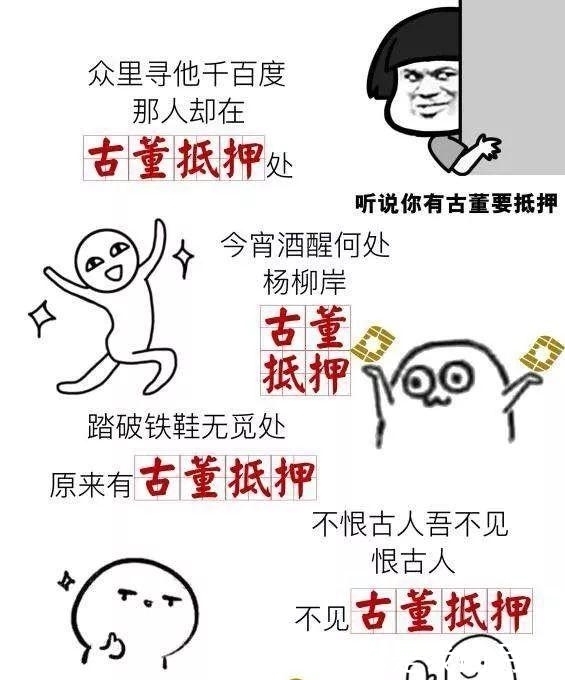 众里寻他千百度
那人却在
古董抵押处
听说你有古董要抵押
今宵酒醒何处
杨柳岸
古董
抵押
踏破铁鞋无觅处
原来有古董抵押
不恨古人吾不见
恨古人
不见古董抵押